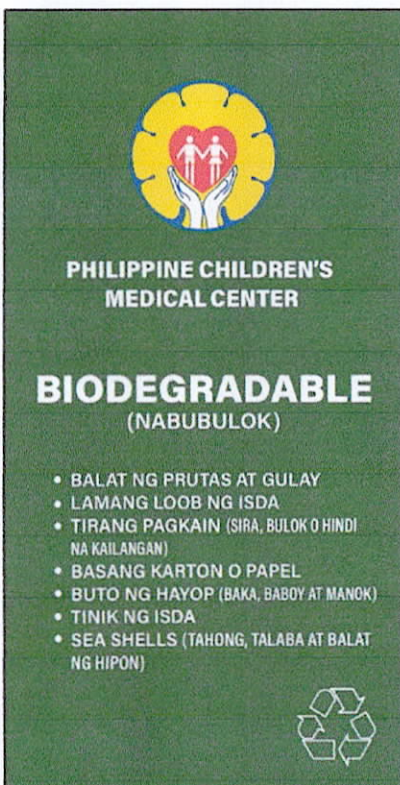 PHILIPPINE CHILDREN'S
MEDICAL CENTER
BIODEGRADABLE
(NABUBULOK)
• BALAT NG PRUTAS AT GULAY
• LAMANG LOOB NG ISDA
• TIRANG PAGKAIN (SIRA, BULOK O HINDI
NA KAILANGAN)
• BASANG KARTON O PAPEL
• BUTO NG HAYOP (BAKA, BABOY AT MANOK)
• TINIK NG ISDA
• SEA SHELLS (TAHONG, TALABA AT BALAT
NG HIPON)